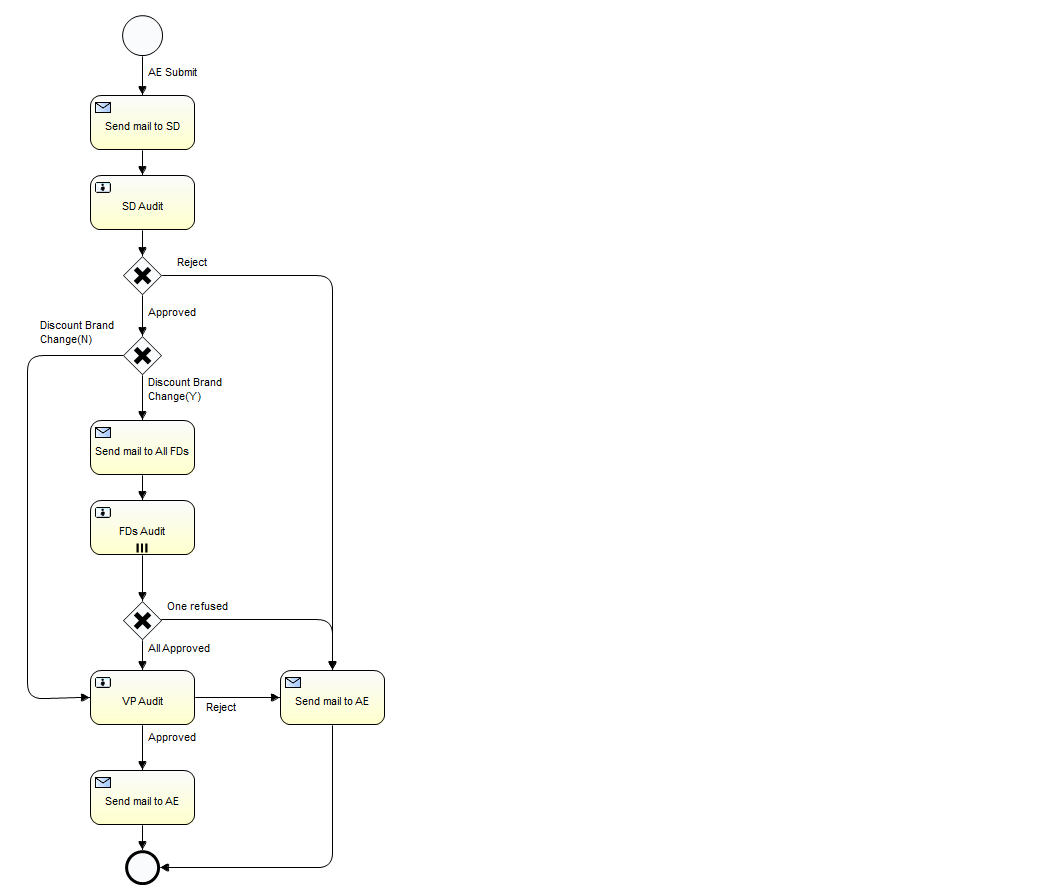 AE Submit
Send mail to SD
SD Audit
Reject
Approved
Discount Brand
Change(N)
Discount Brand
Change(Y)
Send mail to All FDs
FDs Audit
One refused
All Approved
VP Audit
Reject
Send mail to AE
Approved
Send mail to AE